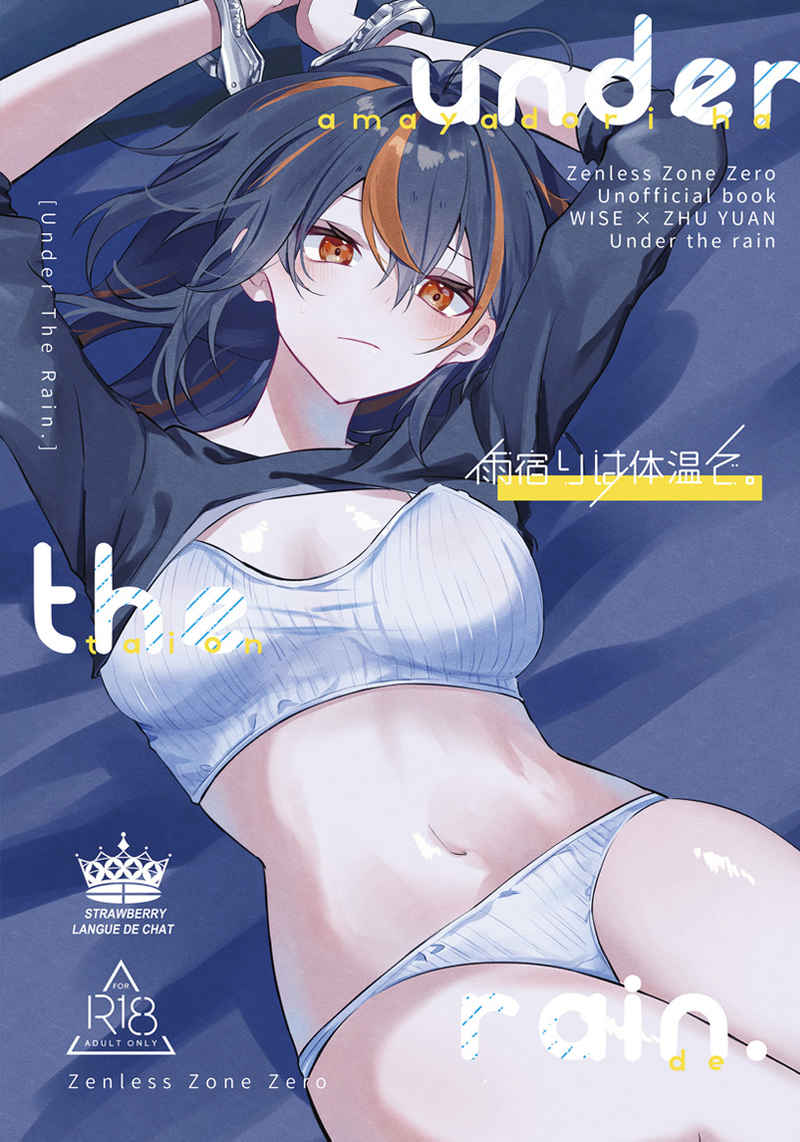 under
amayadori ha
Zenless Zone Zero
Unofficial book
WISE × ZHU YUAN
Under the rain
[Under The Rain.]
雨宿りは体温で。
the
taion
STRAWBERRY
LANGUE DE CHAT
FOR
R18
ADULT ONLY
rain.
de
Zenless Zone Zero